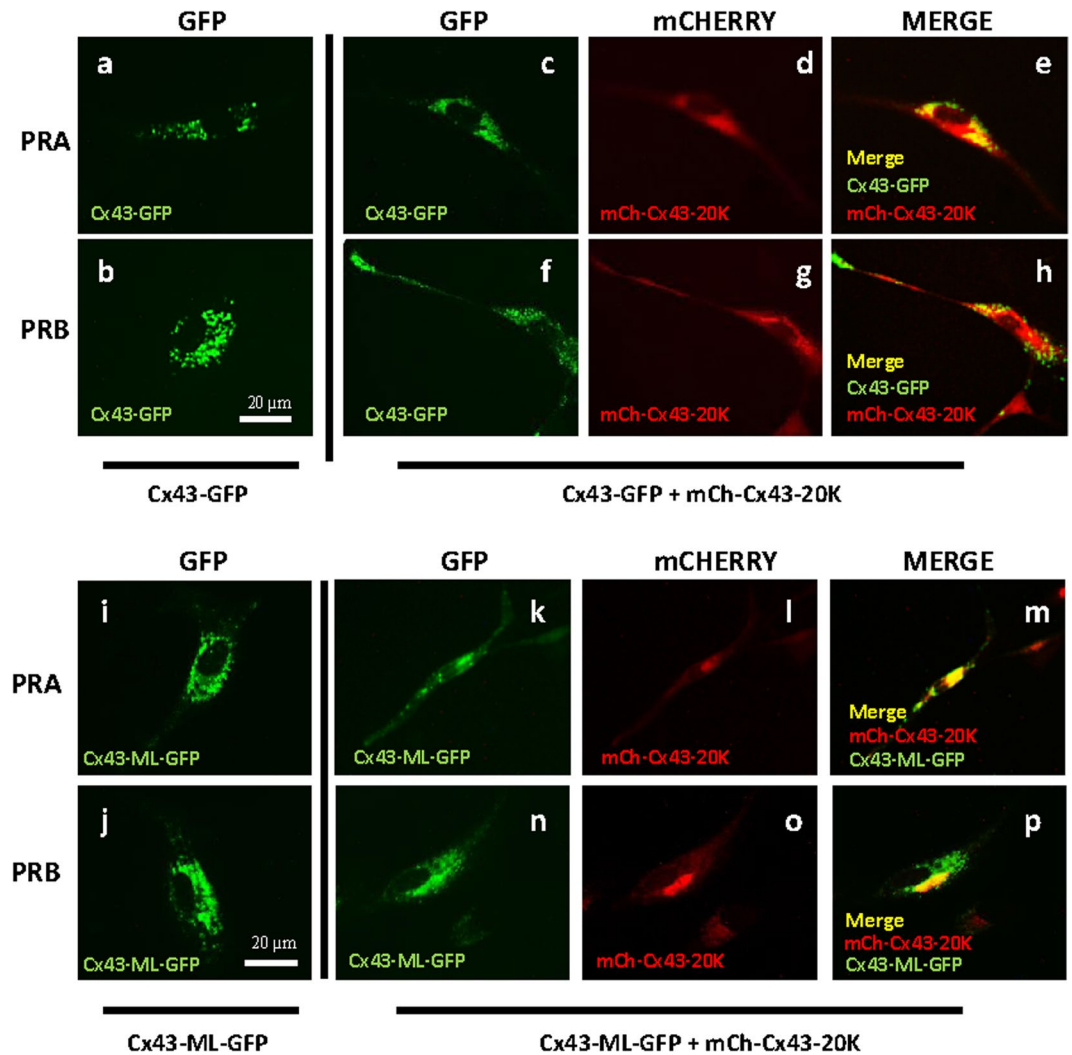 GFP GFP mCHERRY MERGE
PRA
a
Cx43-GFP
c
Cx43-GFP
d
mCh-Cx43-20K
e
Merge
Cx43-GFP
mCh-Cx43-20K
PRB
b
Cx43-GFP
20 µm
f
Cx43-GFP
g
mCh-Cx43-20K
h
Merge
Cx43-GFP
mCh-Cx43-20K
Cx43-GFP
Cx43-GFP + mCh-Cx43-20K
GFP GFP mCHERRY MERGE
PRA
i
Cx43-ML-GFP
k
Cx43-ML-GFP
l
mCh-Cx43-20K
m
Merge
mCh-Cx43-20K
Cx43-ML-GFP
PRB
j
Cx43-ML-GFP
20 µm
n
Cx43-ML-GFP
o
mCh-Cx43-20K
p
Merge
mCh-Cx43-20K
Cx43-ML-GFP
Cx43-ML-GFP
Cx43-ML-GFP + mCh-Cx43-20K